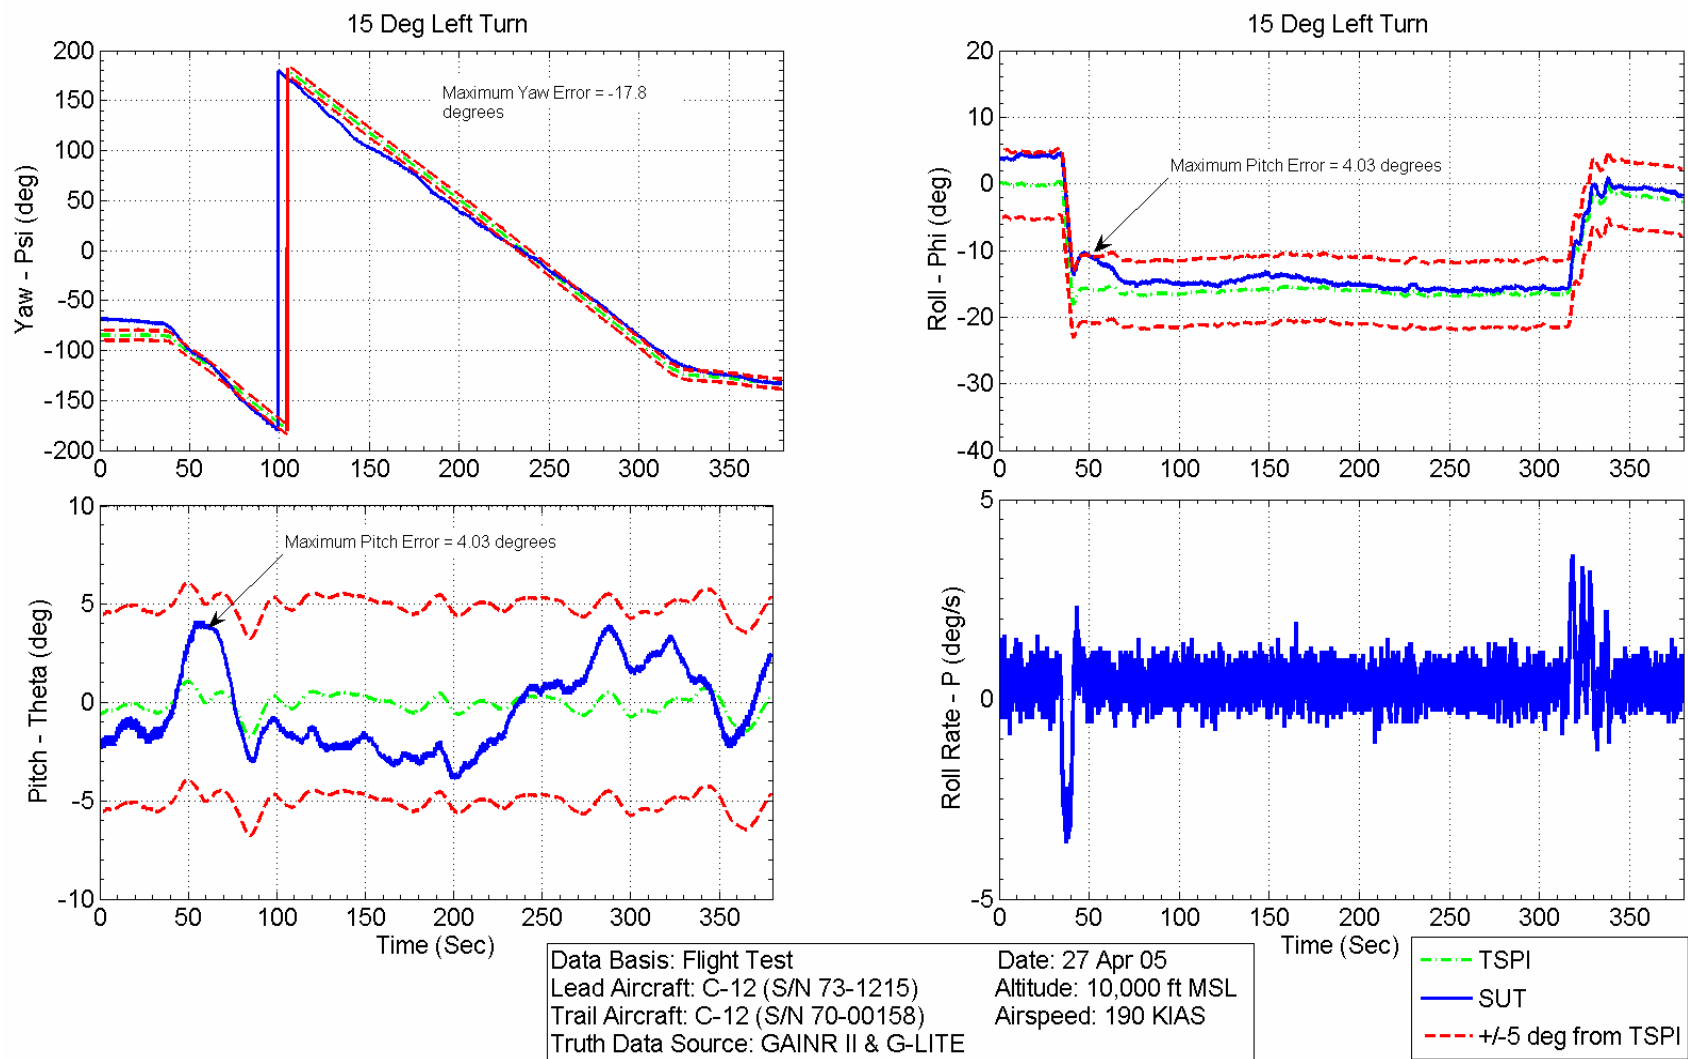 15 Deg Left Turn
200
150
100
50
0
-50
-100
-150
-200
Yaw - Psi (deg)
Maximum Yaw Error = -17.8
degrees
0 50 100 150 200 250 300 350
15 Deg Left Turn
20
10
0
-10
-20
-30
-40
Roll - Phi (deg)
Maximum Pitch Error = 4.03 degrees
0 50 100 150 200 250 300 350
10
5
0
-5
-10
Pitch - Theta (deg)
Maximum Pitch Error = 4.03 degrees
0 50 100 150 200 250 300 350
Time (Sec)
5
0
-5
Roll Rate - P (deg/s)
0 50 100 150 200 250 300 350
Time (Sec)
Data Basis: Flight Test Date: 27 Apr 05
Lead Aircraft: C-12 (S/N 73-1215) Altitude: 10,000 ft MSL
Trail Aircraft: C-12 (S/N 70-00158) Airspeed: 190 KIAS
Truth Data Source: GAINR II & G-LITE
TSPI
SUT
+/-5 deg from TSPI